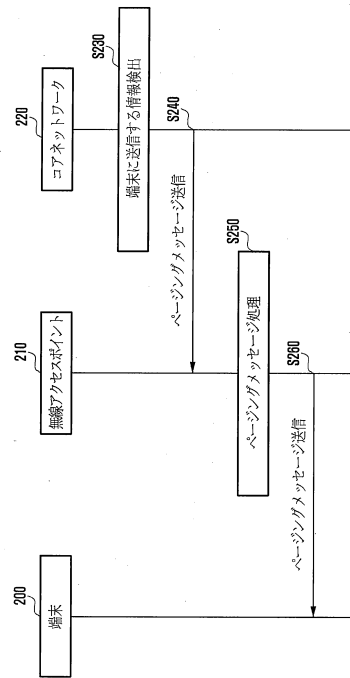 200
端末
210
無線アクセスポイント
220
コアネットワーク
S230
端末に送信する情報検出
S240
ページングメッセージ送信
S250
ページングメッセージ処理
S260
ページングメッセージ送信